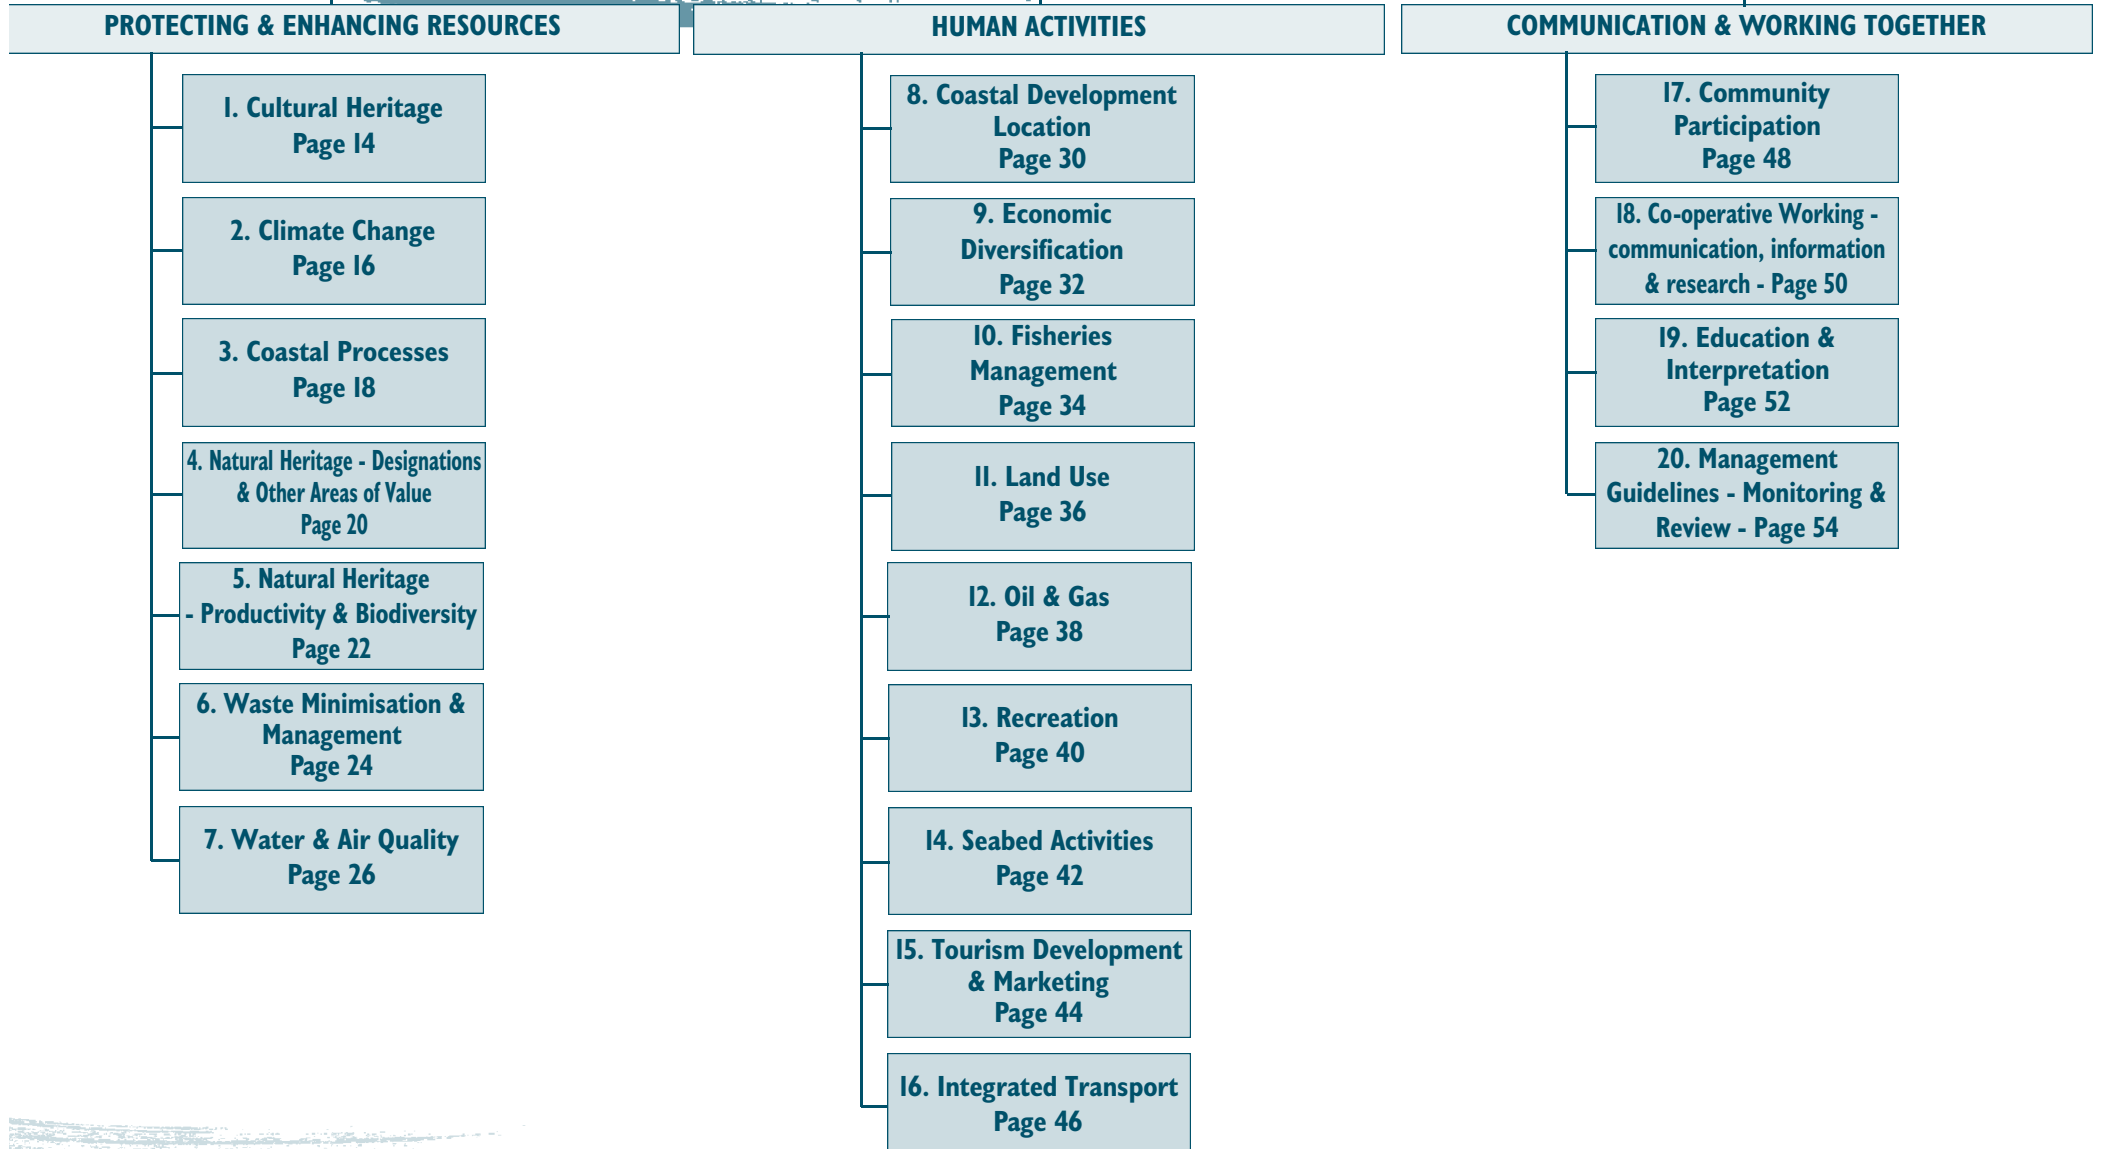 PROTECTING & ENHANCING RESOURCES
1. Cultural Heritage
Page 14
2. Climate Change
Page 16
3. Coastal Processes
Page 18
4. Natural Heritage - Designations
& Other Areas of Value
Page 20
5. Natural Heritage
- Productivity & Biodiversity
Page 22
6. Waste Minimisation &
Management
Page 24
7. Water & Air Quality
Page 26
HUMAN ACTIVITIES
8. Coastal Development
Location
Page 30
9. Economic
Diversification
Page 32
10. Fisheries
Management
Page 34
11. Land Use
Page 36
12. Oil & Gas
Page 38
13. Recreation
Page 40
14. Seabed Activities
Page 42
15. Tourism Development
& Marketing
Page 44
16. Integrated Transport
Page 46
COMMUNICATION & WORKING TOGETHER
17. Community
Participation
Page 48
18. Co-operative Working -
communication, information
& research - Page 50
19. Education &
Interpretation
Page 52
20. Management
Guidelines - Monitoring &
Review - Page 54